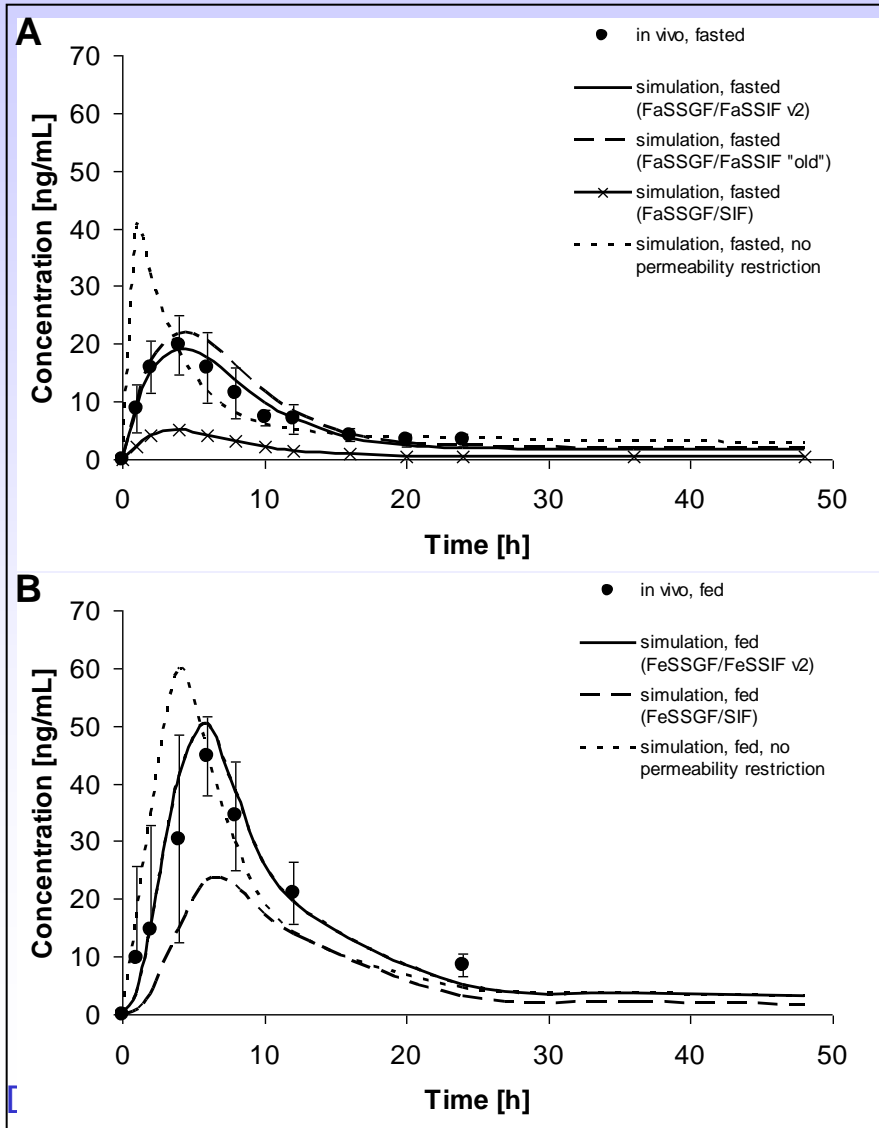 A
in vivo, fasted
simulation, fasted
(FaSSGF/FaSSIF v2)
simulation, fasted
(FaSSGF/FaSSIF "old")
simulation, fasted
(FaSSGF/SIF)
simulation, fasted, no
permeability restriction
Concentration [ng/mL]
70
60
50
40
30
20
10
0
0 10 20 30 40 50
Time [h]
B
in vivo, fed
simulation, fed
(FeSSGF/FeSSIF v2)
simulation, fed
(FeSSGF/SIF)
simulation, fed, no
permeability restriction
Concentration [ng/mL]
70
60
50
40
30
20
10
0
0 10 20 30 40 50
Time [h]
[